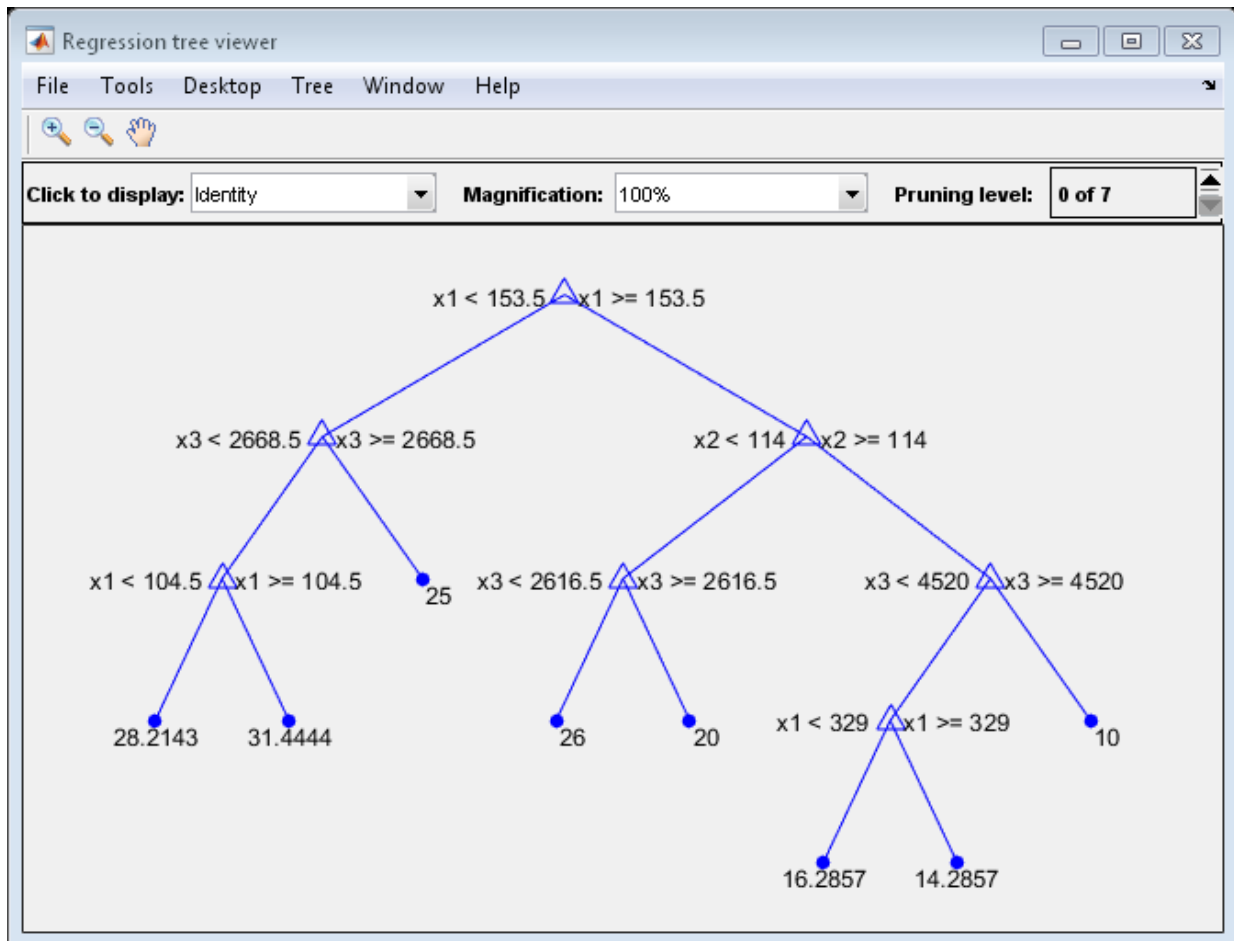 Regression tree viewer
File Tools Desktop Tree Window Help
Click to display: Identity Magnification: 100% Pruning level: 0 of 7
x1 < 153.5 x1 >= 153.5
x3 < 2668.5 x3 >= 2668.5 x2 < 114 x2 >= 114
x1 < 104.5 x1 >= 104.5 25 x3 < 2616.5 x3 >= 2616.5 x3 < 4520 x3 >= 4520
28.2143 31.4444 26 20 x1 < 329 x1 >= 329 10
16.2857 14.2857